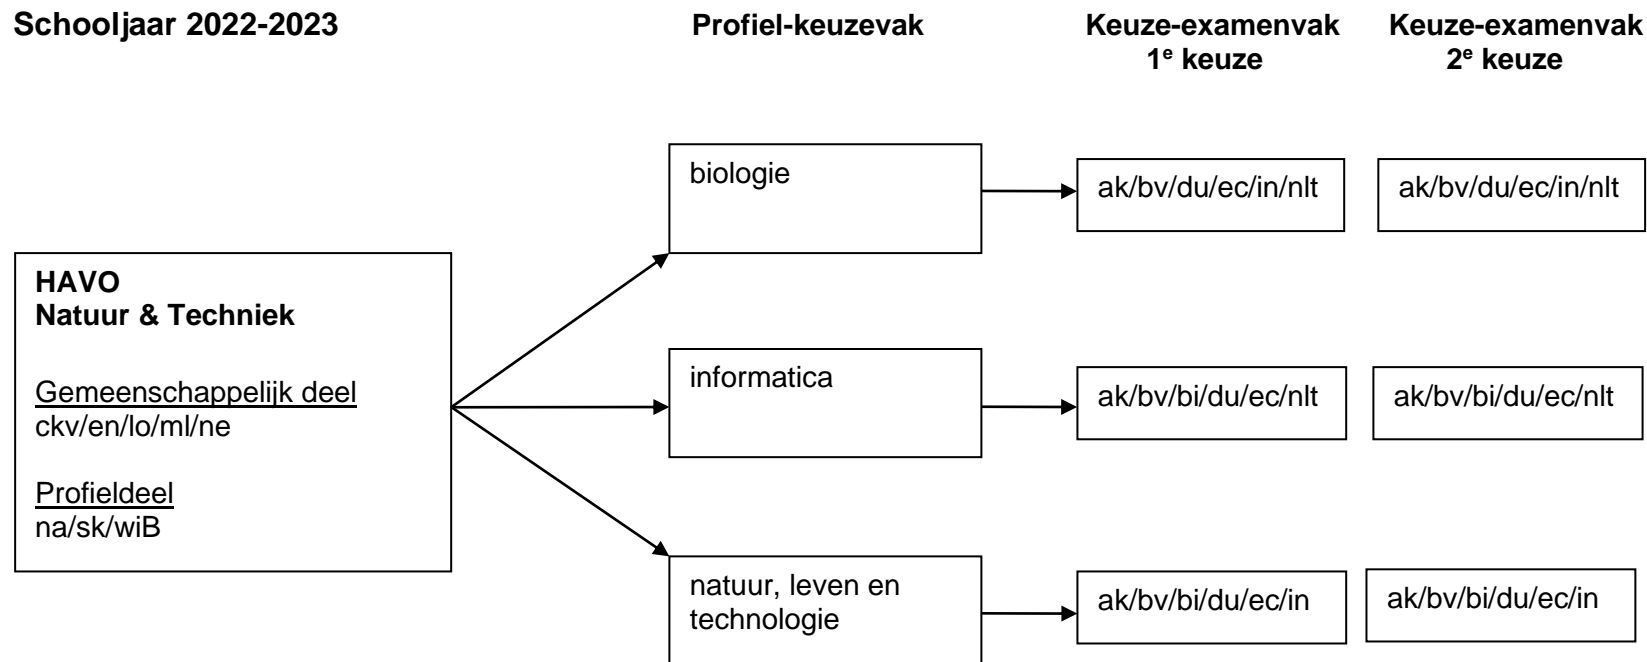 Schooljaar 2022-2023
Profiel-keuzevak
Keuze-examenvak
1e keuze
Keuze-examenvak
2e keuze
HAVO
Natuur & Techniek
Gemeenschappelijk deel
ckv/en/lo/ml/ne
Profieldeel
na/sk/wiB
biologie
ak/bv/du/ec/in/nlt
ak/bv/du/ec/in/nlt
informatica
ak/bv/bi/du/ec/nlt
ak/bv/bi/du/ec/nlt
natuur, leven en
technologie
ak/bv/bi/du/ec/in
ak/bv/bi/du/ec/in